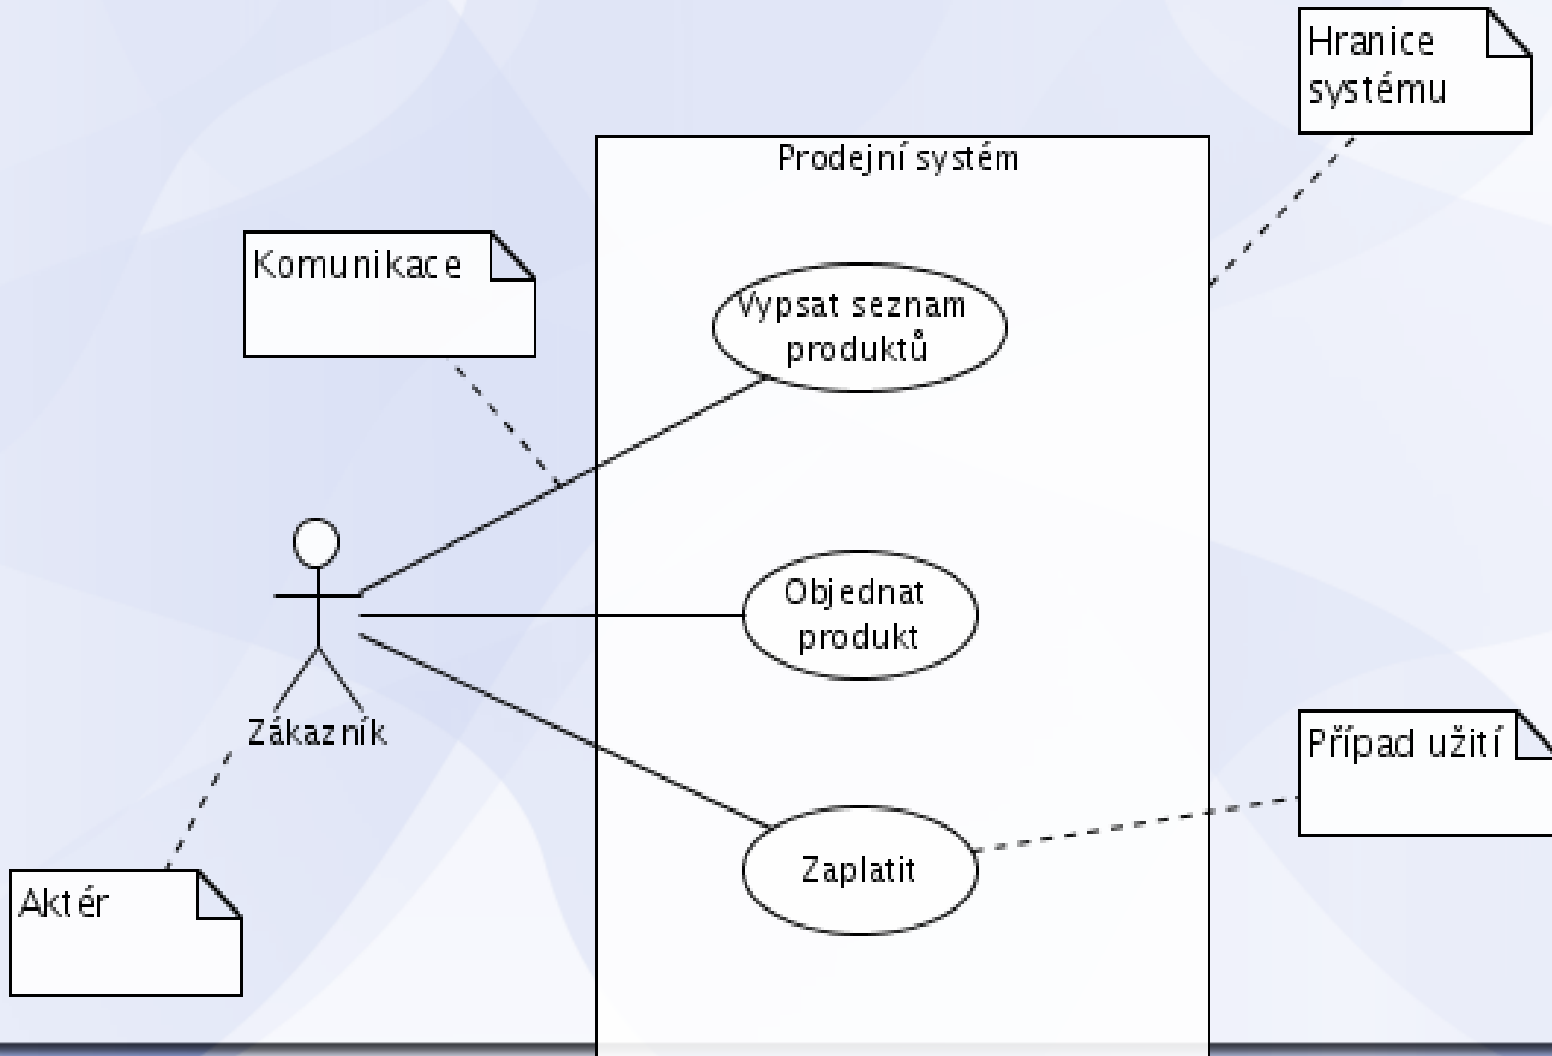 Hranice
systému
Prodejní systém
Komunikace
Vypsat seznam
produktů
Objednat
produkt
Zákazník
Případ užití
Zaplatit
Aktér